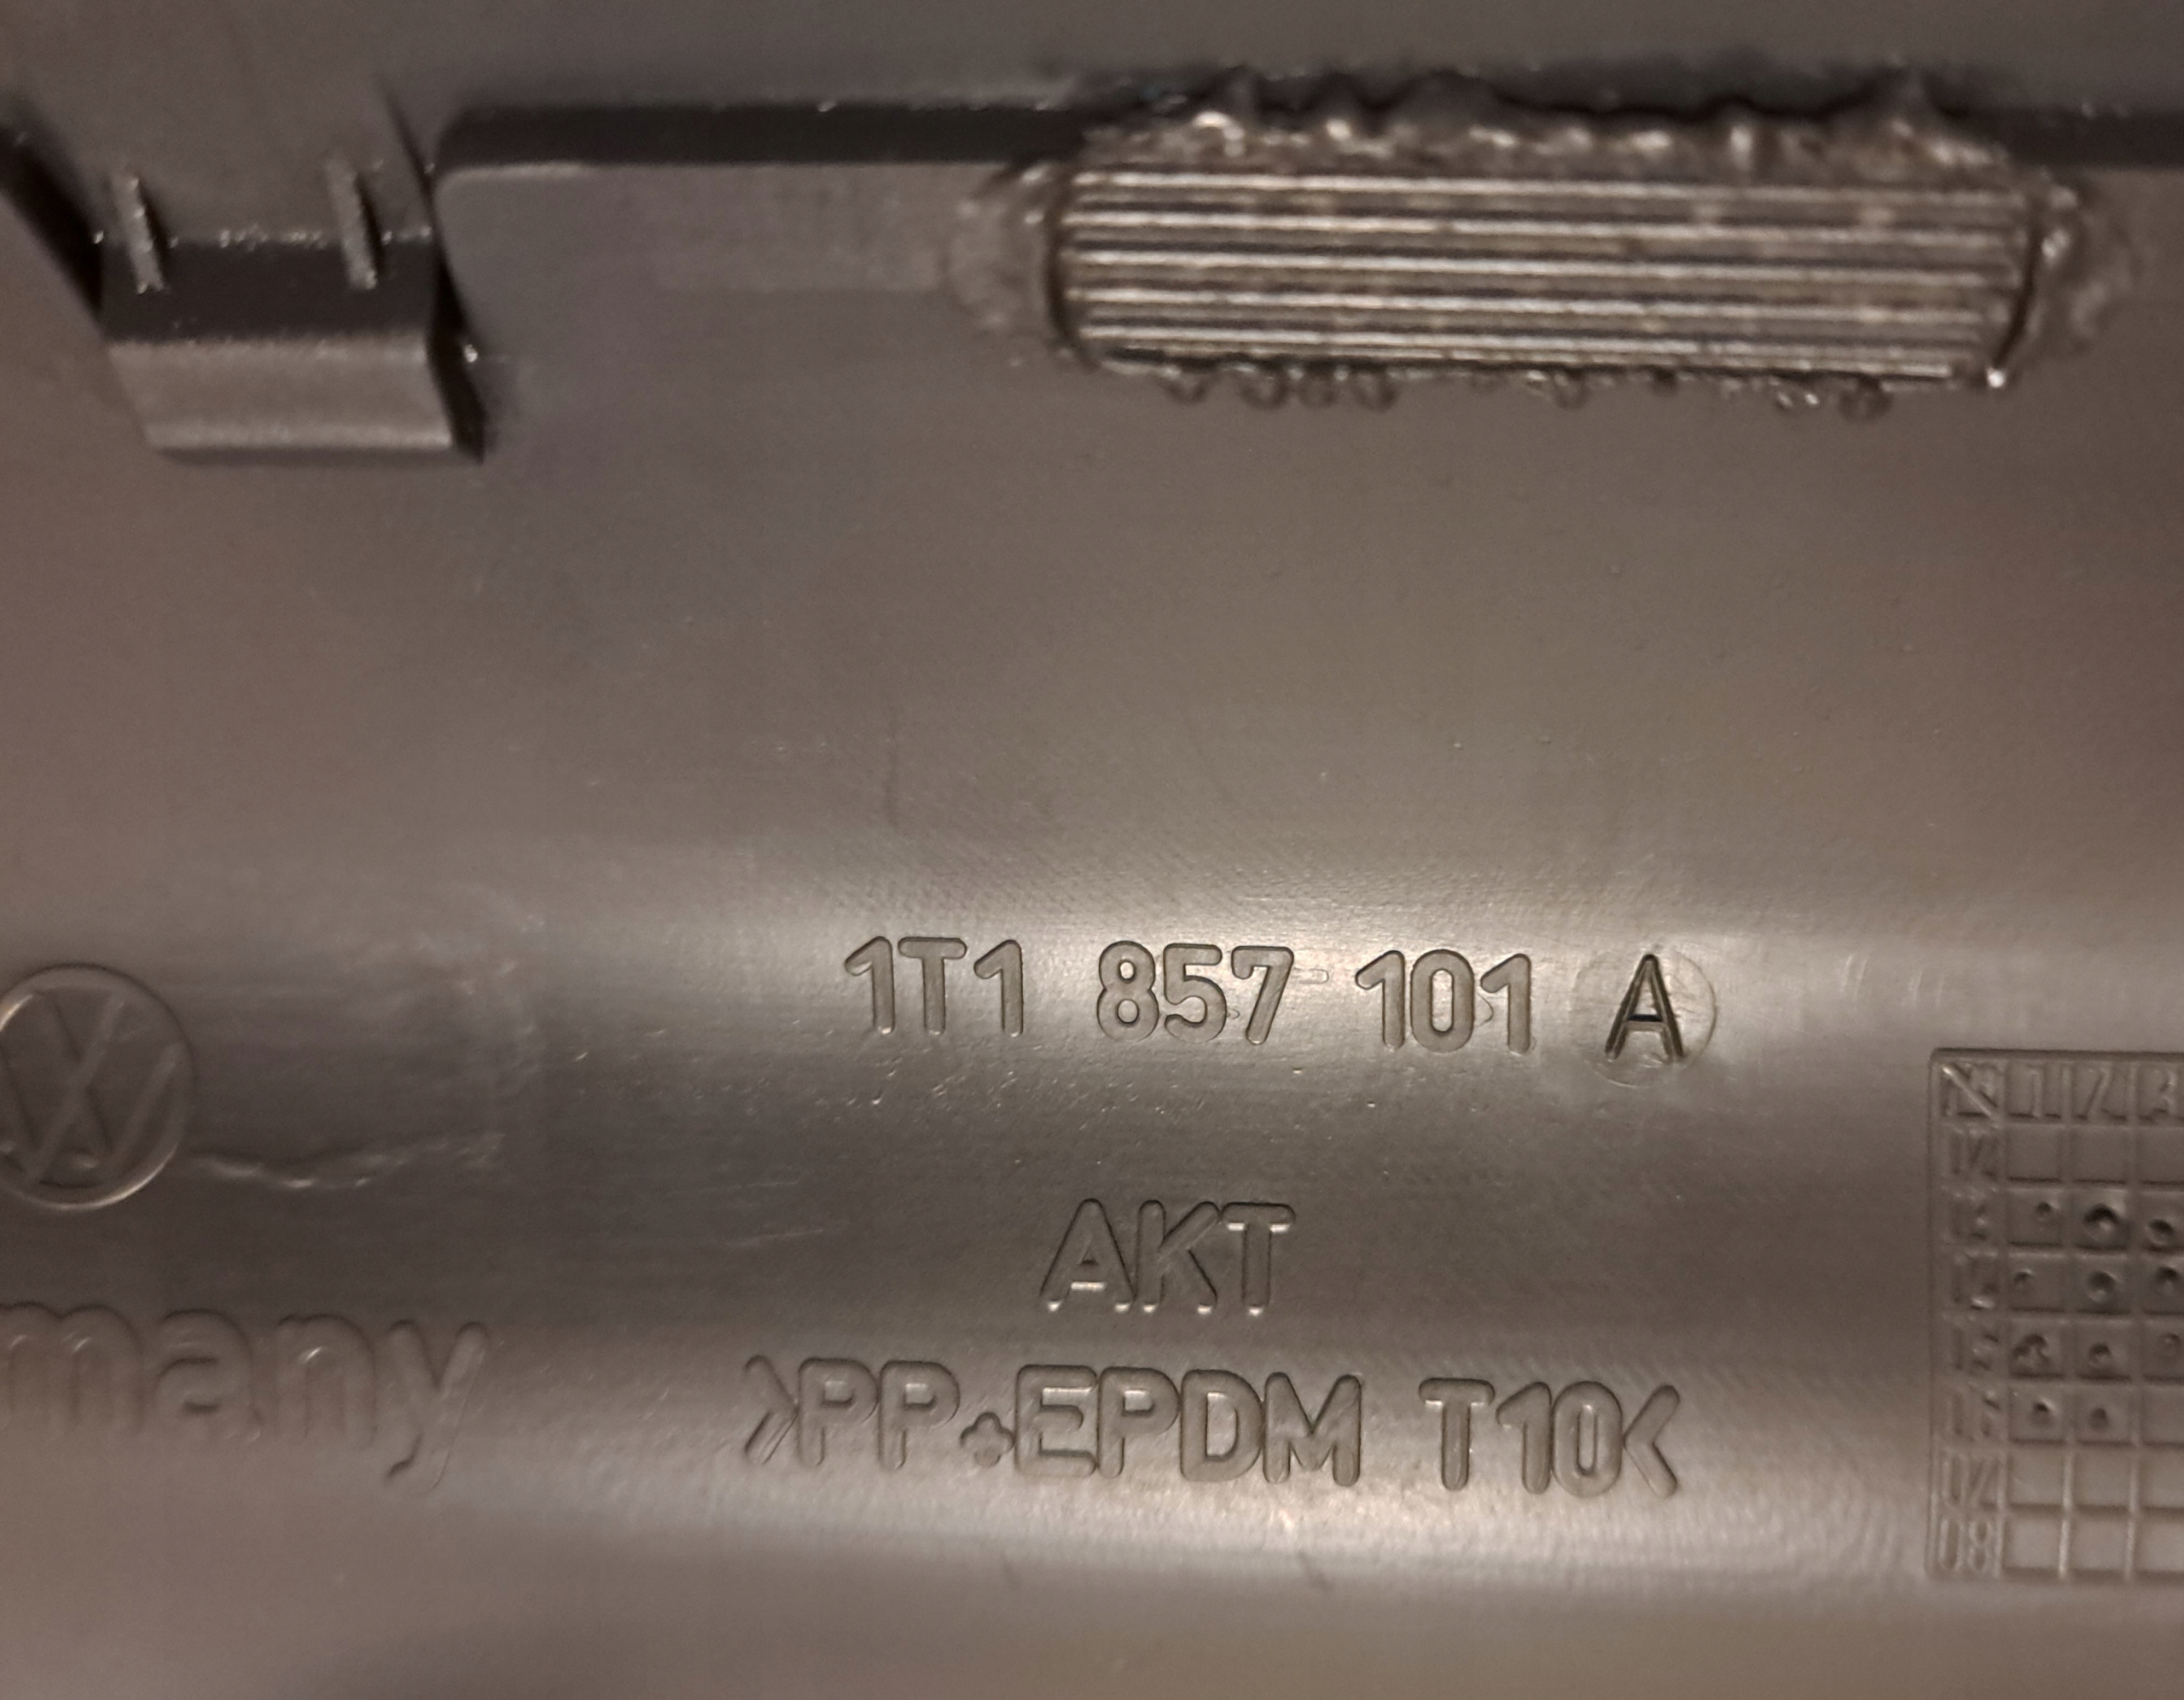 1T1 857 101 A
AKT
many
>PP+EPDM T10<